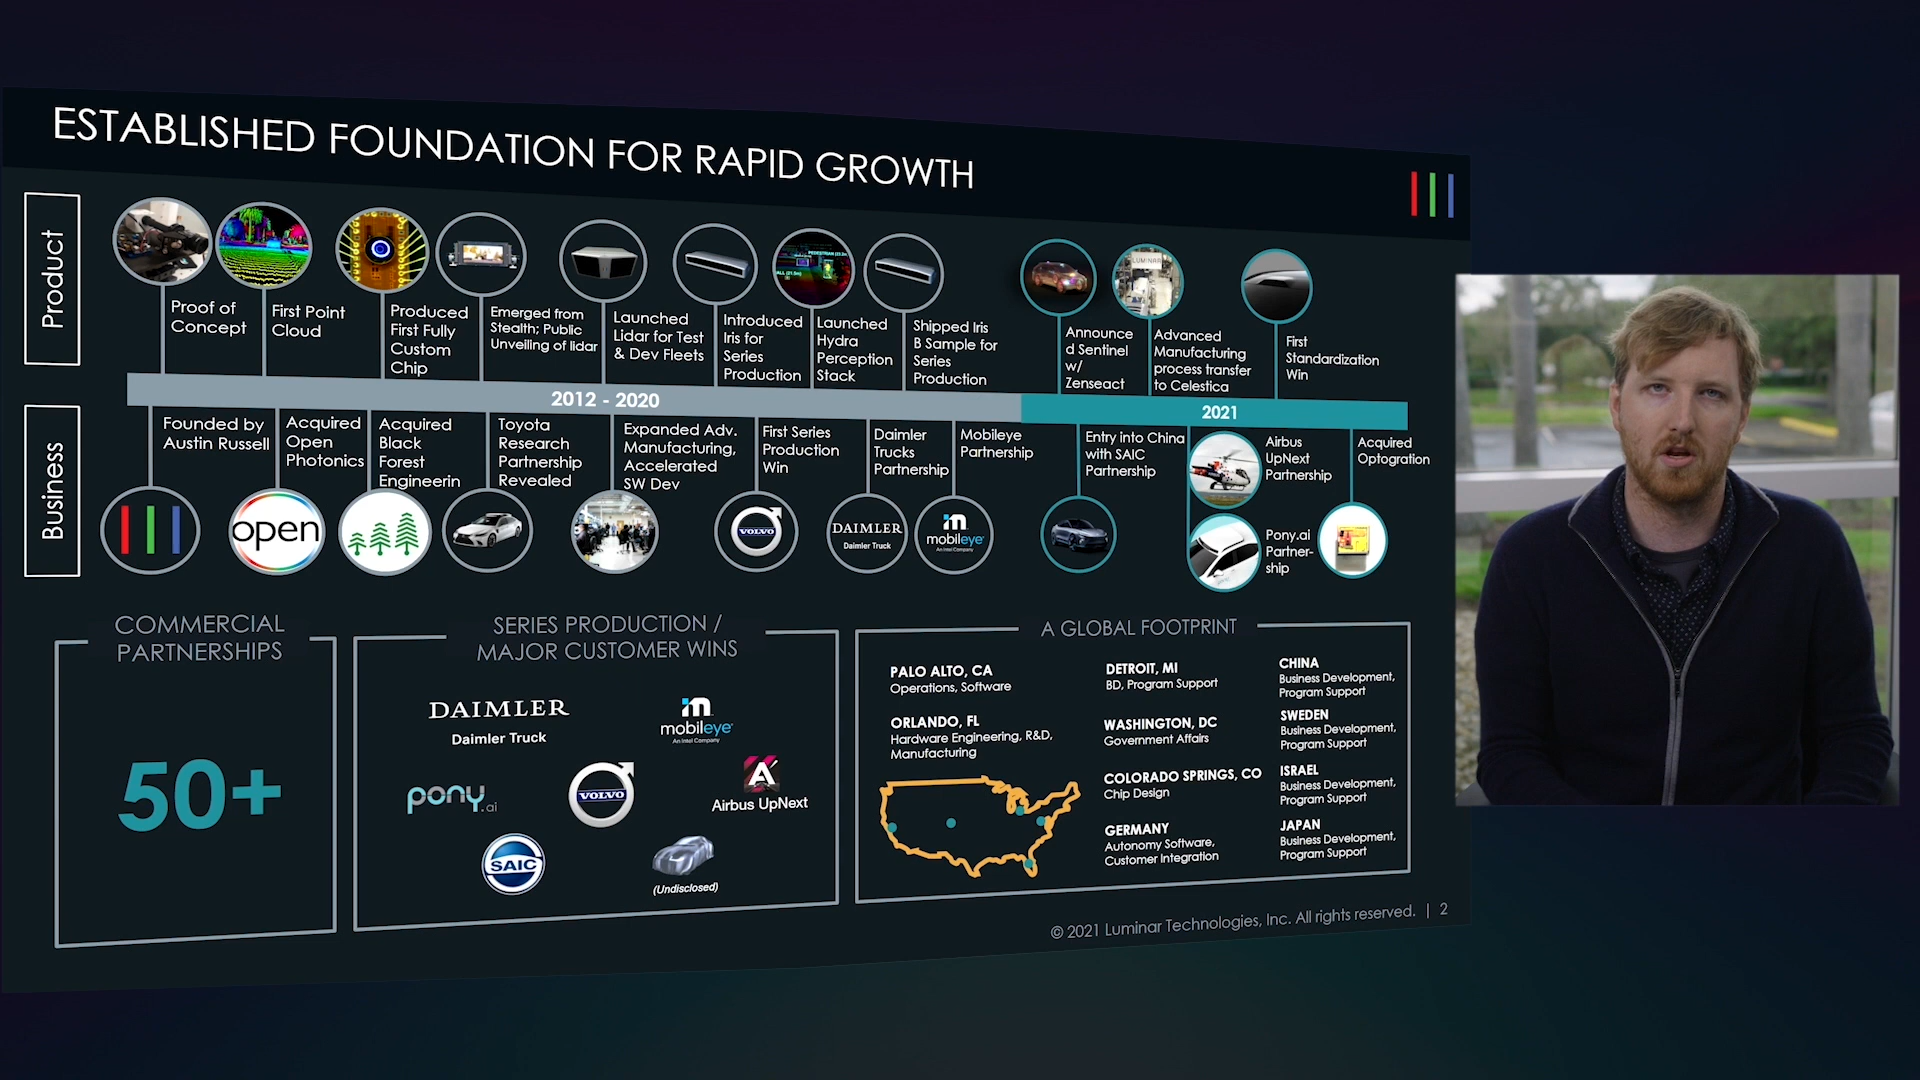 ESTABLISHED FOUNDATION FOR RAPID GROWTH
Product
Proof of
Concept
First Point
Cloud
Produced
First Fully
Custom
Chip
Emerged from
Stealth; Public
Unveiling of lidar
Launched
Lidar for Test
& Dev Fleets
Introduced
Iris for
Series
Production
Launched
Hydra
Perception
Stack
Shipped Iris
B Sample for
Series
Production
Announce
d Sentinel
w/
Zenseact
LUMINAR
Advanced
Manufacturing
process transfer
to Celestica
First
Standardization
Win
2012 - 2020
2021
Business
Founded by
Austin Russell
Acquired
Open
Photonics
open
Acquired
Black
Forest
Engineerin
Toyota
Research
Partnership
Revealed
Expanded Adv.
Manufacturing,
Accelerated
SW Dev
First Series
Production
Win
VOLVO
Daimler
Trucks
Partnership
DAIMLER
Daimler Truck
Mobileye
Partnership
mobileye
An Intel Company
Entry into China
with SAIC
Partnership
Airbus
UpNext
Partnership
Pony.ai
Partner-
ship
Acquired
Optogration
COMMERCIAL
PARTNERSHIPS
50+
SERIES PRODUCTION /
MAJOR CUSTOMER WINS
DAIMLER
Daimler Truck
mobileye
An Intel Company
pony.ai
VOLVO
Airbus UpNext
SAIC
(Undisclosed)
A GLOBAL FOOTPRINT
PALO ALTO, CA
Operations, Software
ORLANDO, FL
Hardware Engineering, R&D,
Manufacturing
DETROIT, MI
BD, Program Support
WASHINGTON, DC
Government Affairs
COLORADO SPRINGS, CO
Chip Design
GERMANY
Autonomy Software,
Customer Integration
CHINA
Business Development,
Program Support
SWEDEN
Business Development,
Program Support
ISRAEL
Business Development,
Program Support
JAPAN
Business Development,
Program Support
© 2021 Luminar Technologies, Inc. All rights reserved. | 2